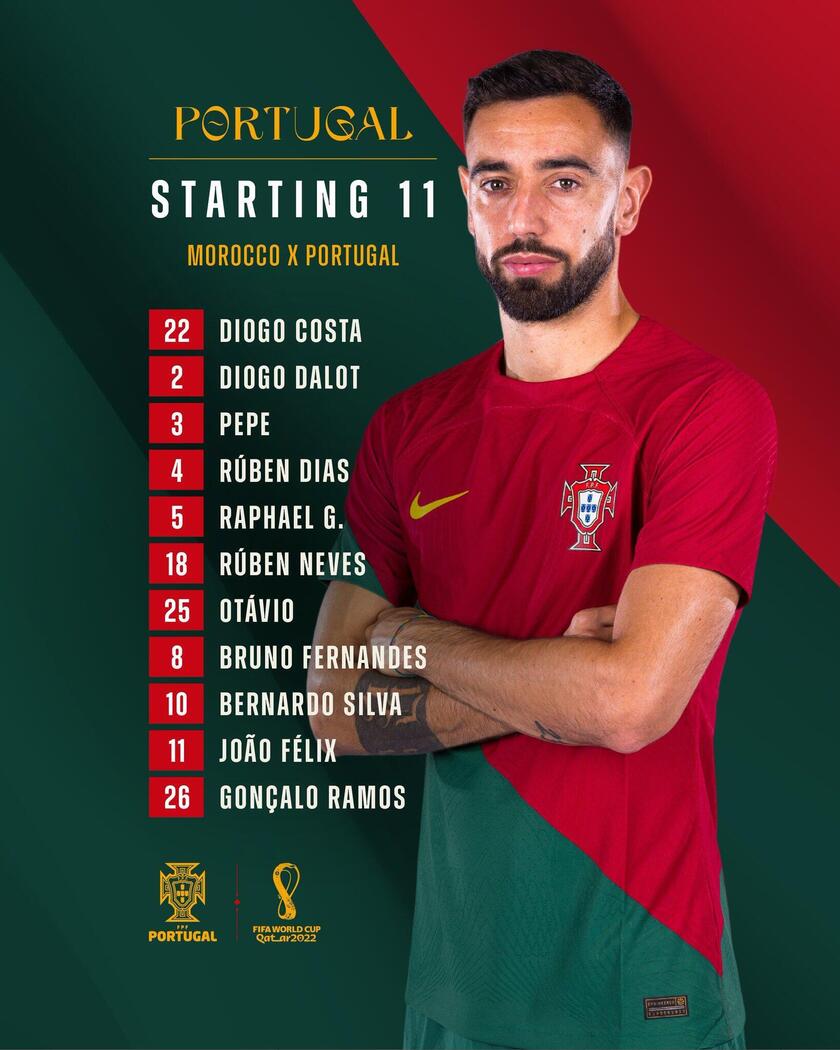 PORTUGAL
STARTING 11
MOROCCO X PORTUGAL
22 DIOGO COSTA
2 DIOGO DALOT
3 PEPE
4 RÚBEN DIAS
5 RAPHAEL G.
18 RÚBEN NEVES
25 OTÁVIO
8 BRUNO FERNANDES
10 BERNARDO SILVA
11 JOÃO FÉLIX
26 GONÇALO RAMOS
FPF
FPF
PORTUGAL
FIFA WORLD CUP
Qatar2022